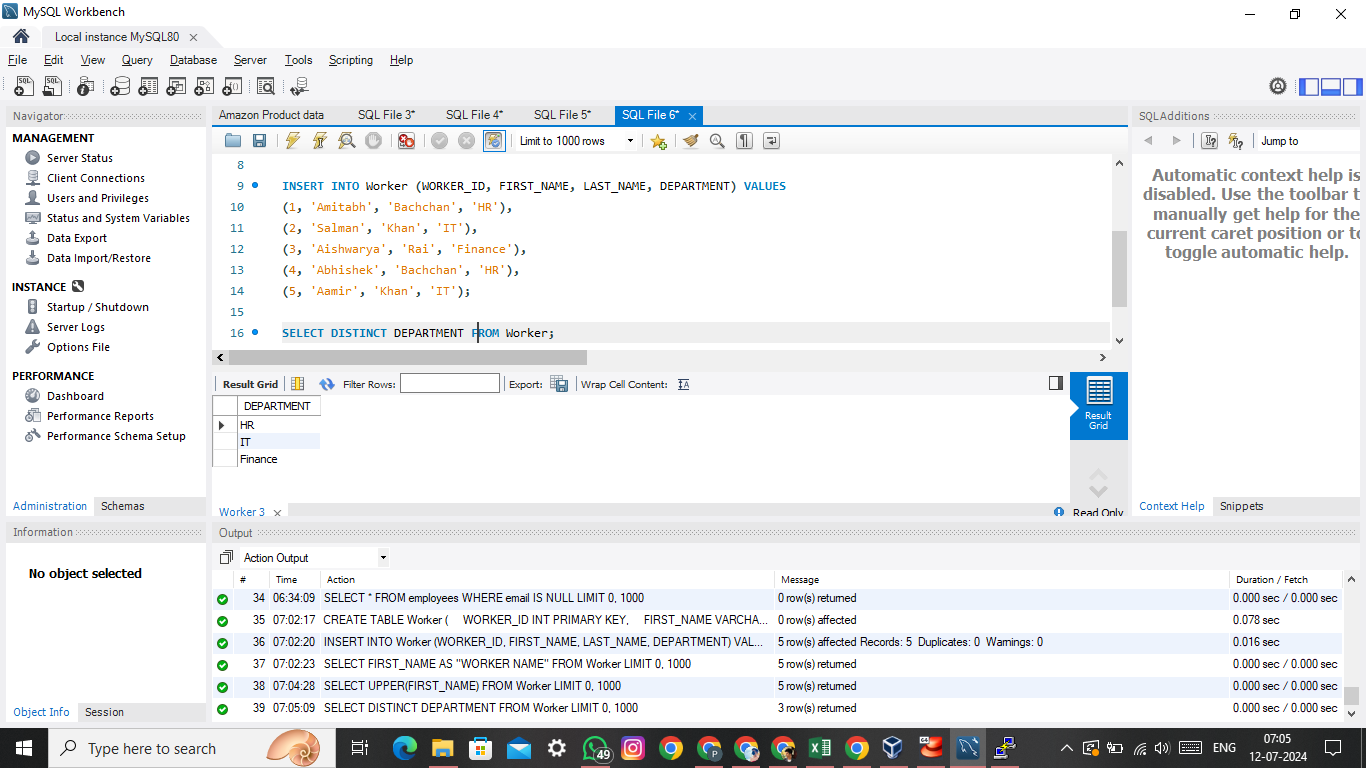 MySQL Workbench
Local instance MySQL80
File Edit View Query Database Server Tools Scripting Help
Navigator
MANAGEMENT
Server Status
Client Connections
Users and Privileges
Status and System Variables
Data Export
Data Import/Restore
INSTANCE
Startup / Shutdown
Server Logs
Options File
PERFORMANCE
Dashboard
Performance Reports
Performance Schema Setup
Administration Schemas
Information
No object selected
Object Info Session
Amazon Product data SQL File 3* SQL File 4* SQL File 5* SQL File 6*
Limit to 1000 rows
8
9 INSERT INTO Worker (WORKER_ID, FIRST_NAME, LAST_NAME, DEPARTMENT) VALUES
10 (1, 'Amitabh', 'Bachchan', 'HR'),
11 (2, 'Salman', 'Khan', 'IT'),
12 (3, 'Aishwarya', 'Rai', 'Finance'),
13 (4, 'Abhishek', 'Bachchan', 'HR'),
14 (5, 'Aamir', 'Khan', 'IT');
15
16 SELECT DISTINCT DEPARTMENT FROM Worker;
Result Grid Filter Rows: Export: Wrap Cell Content:
DEPARTMENT
HR
IT
Finance
Result
Grid
Worker 3 Read Only
SQLAdditions
Jump to
Automatic context help is
disabled. Use the toolbar t
manually get help for the
current caret position or to
toggle automatic help.
Context Help Snippets
Output
Action Output
# Time Action Message Duration / Fetch
34 06:34:09 SELECT * FROM employees WHERE email IS NULL LIMIT 0, 1000 0 row(s) returned 0.000 sec / 0.000 sec
35 07:02:17 CREATE TABLE Worker ( WORKER_ID INT PRIMARY KEY, FIRST_NAME VARCHA... 0 row(s) affected 0.078 sec
36 07:02:20 INSERT INTO Worker (WORKER_ID, FIRST_NAME, LAST_NAME, DEPARTMENT) VAL... 5 row(s) affected Records: 5 Duplicates: 0 Warnings: 0 0.016 sec
37 07:02:23 SELECT FIRST_NAME AS "WORKER NAME" FROM Worker LIMIT 0, 1000 5 row(s) returned 0.000 sec / 0.000 sec
38 07:04:28 SELECT UPPER(FIRST_NAME) FROM Worker LIMIT 0, 1000 5 row(s) returned 0.000 sec / 0.000 sec
39 07:05:09 SELECT DISTINCT DEPARTMENT FROM Worker LIMIT 0, 1000 3 row(s) returned 0.000 sec / 0.000 sec
Type here to search
49
ENG
07:05
12-07-2024